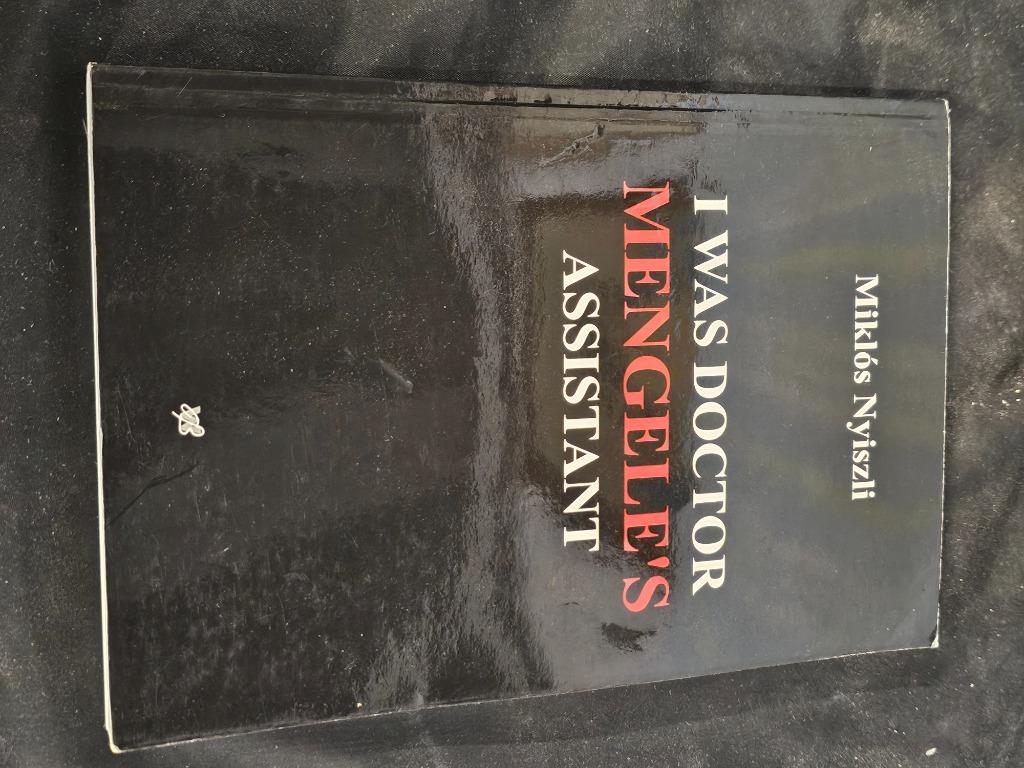 Miklós Nyiszli
I WAS DOCTOR
MENGELE'S
ASSISTANT